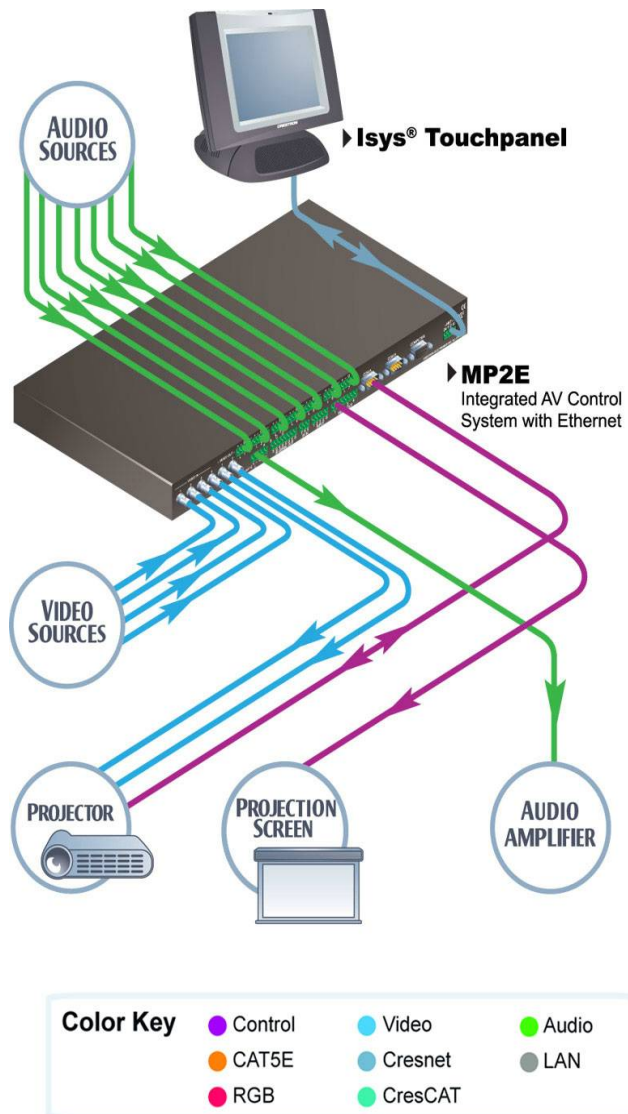 AUDIO
SOURCES
CRESTRON
Isys® Touchpanel
MP2E
Integrated AV Control
System with Ethernet
VIDEO
SOURCES
PROJECTOR
PROJECTION
SCREEN
AUDIO
AMPLIFIER
Color Key
Control
Video
Audio
CAT5E
Cresnet
LAN
RGB
CresCAT